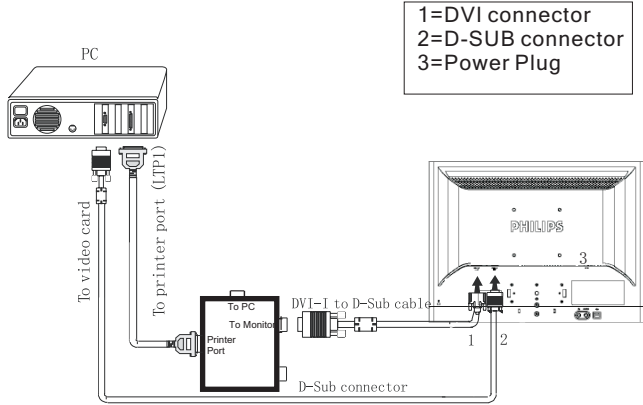 1=DVI connector
2=D-SUB connector
3=Power Plug
PC
To video card
To printer port (LTP1)
PHILIPS
3
To PC
To Monitor
Printer
Port
DVI-I to D-Sub cable
1
2
D-Sub connector